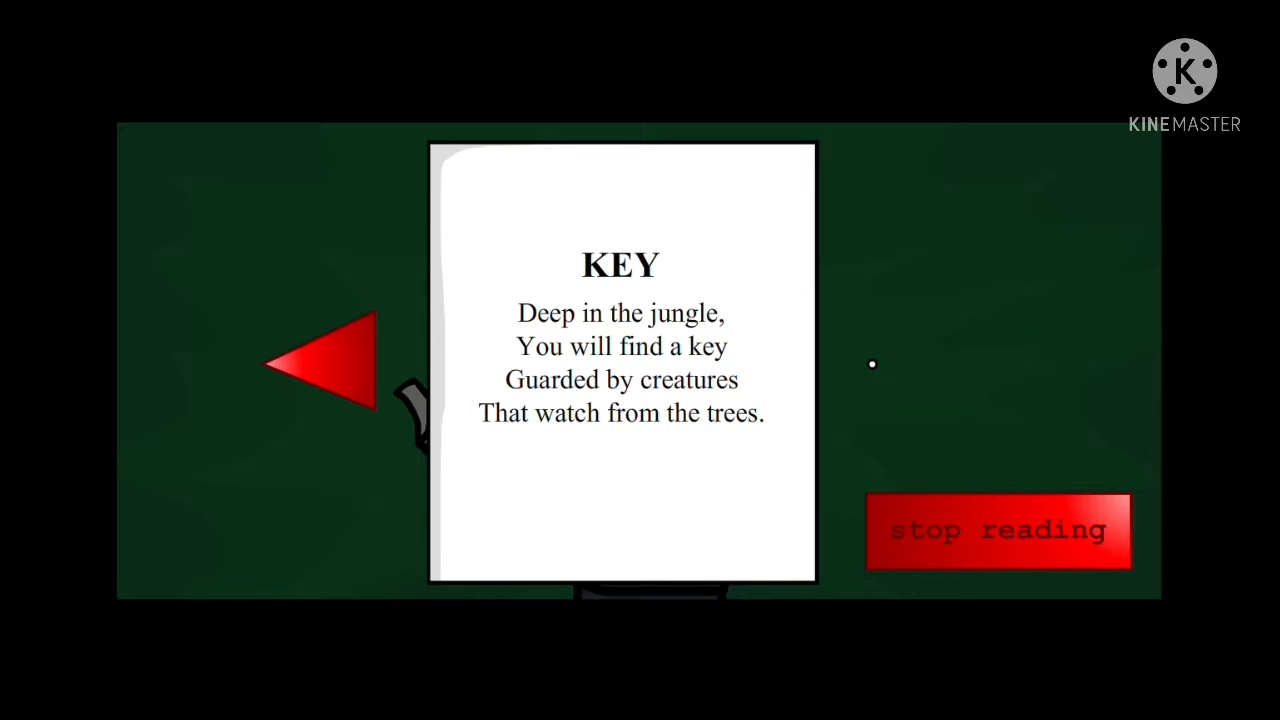 K
KINEMASTER
KEY
Deep in the jungle,
You will find a key
Guarded by creatures
That watch from the trees.
stop reading